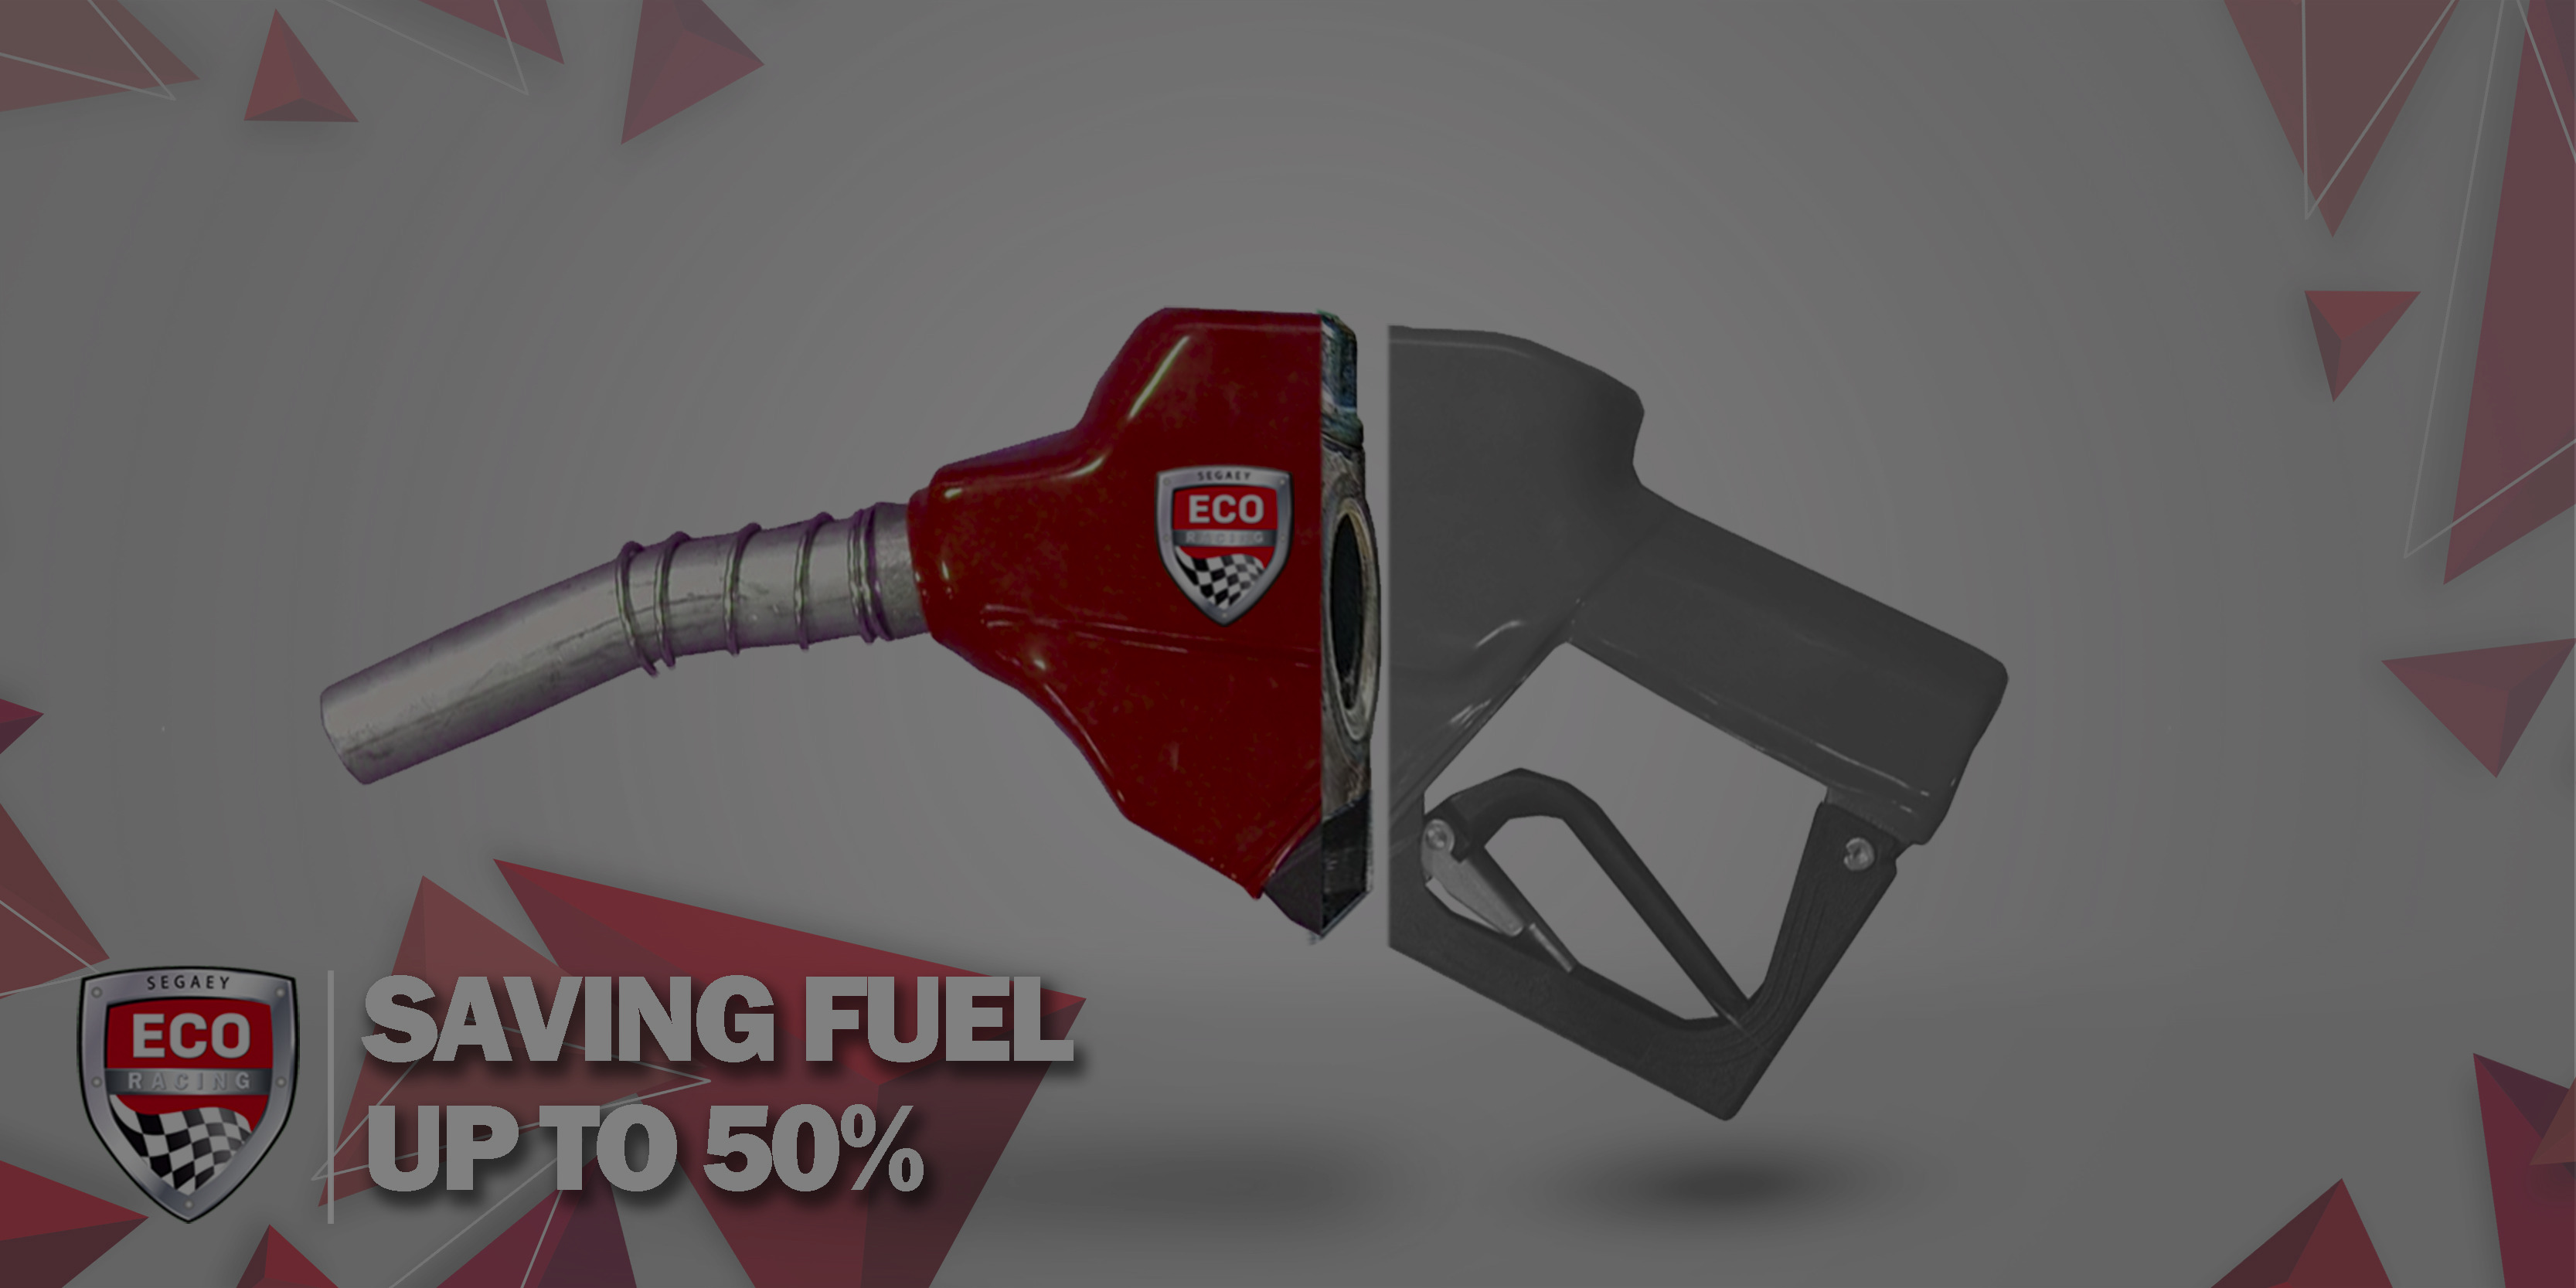 SEGAEY
ECO
RACING
SEGAEY
ECO
RACING
SAVING FUEL
UP TO 50%